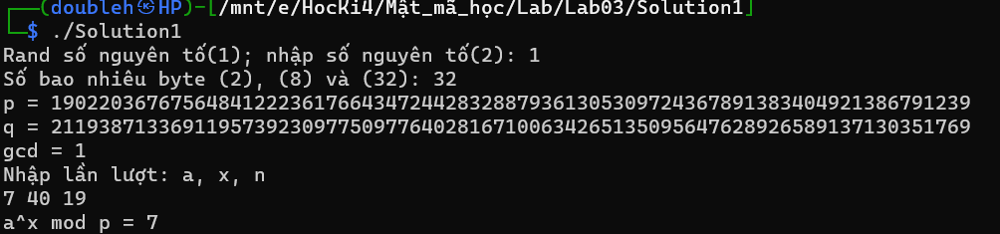 ┌──(doubleh㉿HP)-[/mnt/e/HocKi4/Mật_mã_học/Lab/Lab03/Solution1]
└─$ ./Solution1
Rand số nguyên tố(1); nhập số nguyên tố(2): 1
Số bao nhiêu byte (2), (8) và (32): 32
p = 19022036767564841222361766434724428328879361305309724367891383404921386791239
q = 21193871336911957392309775097764028167100634265135095647628926589137130351769
gcd = 1
Nhập lần lượt: a, x, n
7 40 19
a^x mod p = 7